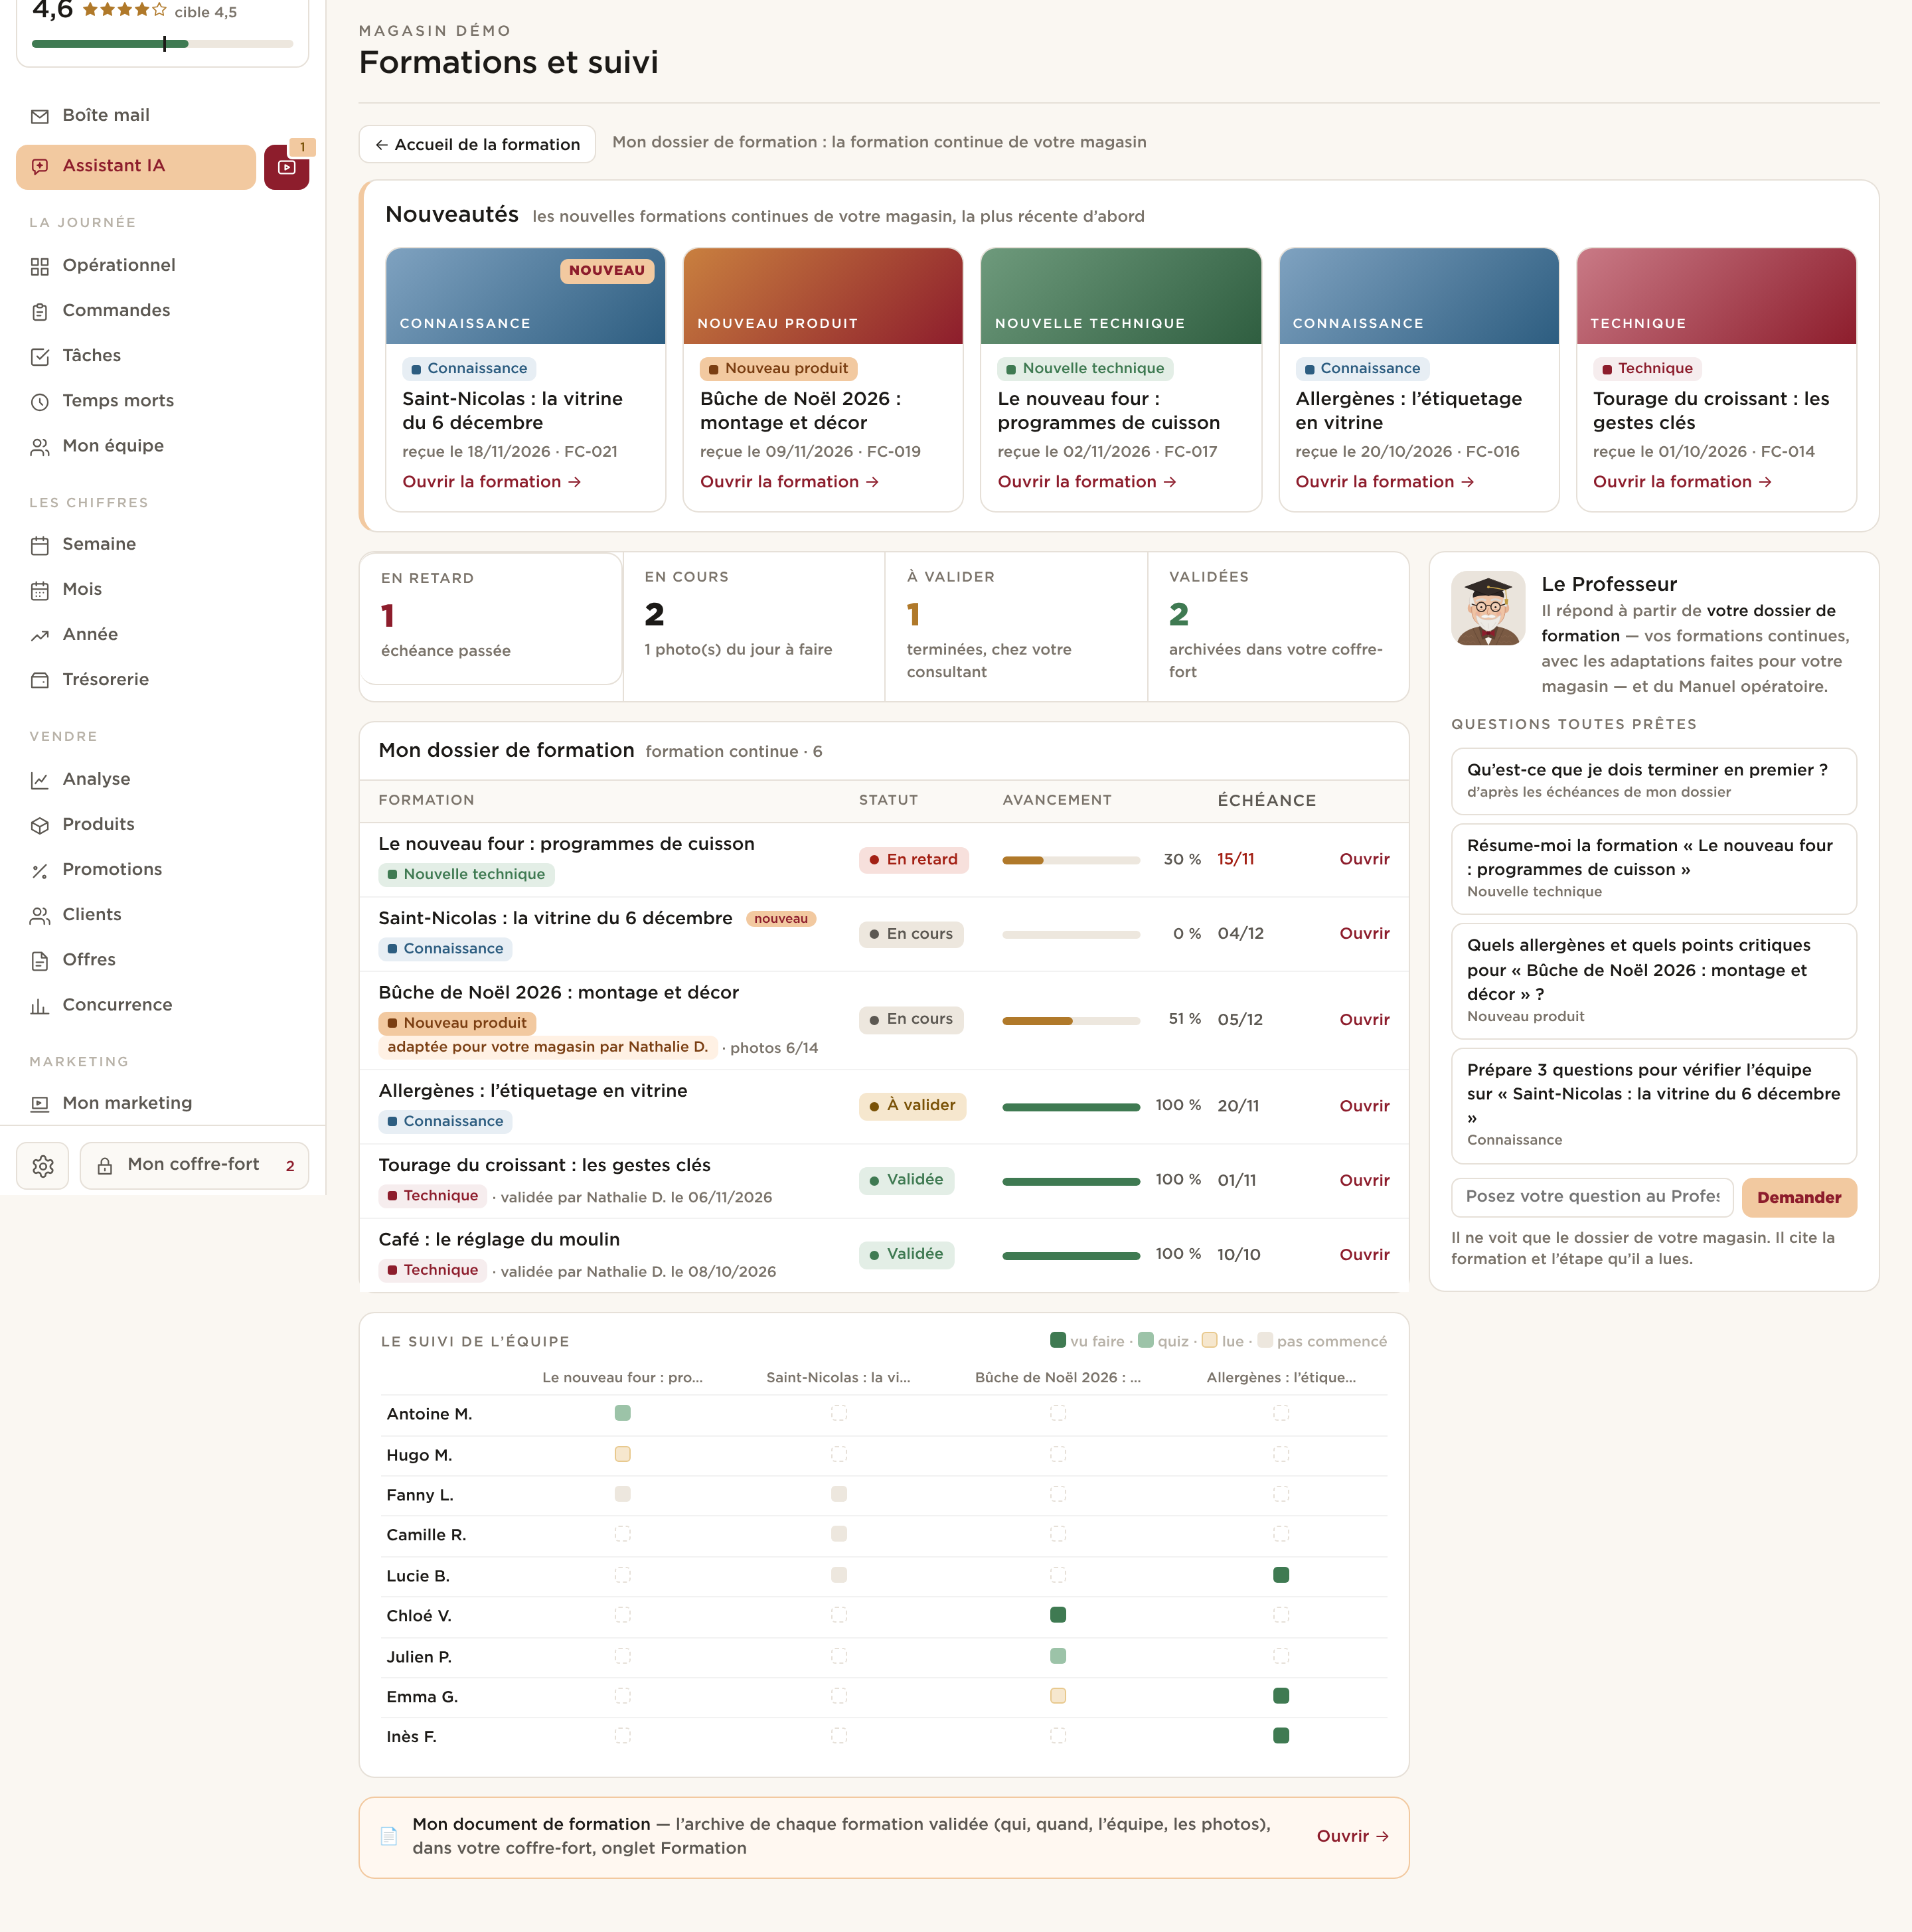 4,6 cible 4,5
Boîte mail
Assistant IA
1
LA JOURNÉE
Opérationnel
Commandes
Tâches
Temps morts
Mon équipe
LES CHIFFRES
Semaine
Mois
Année
Trésorerie
VENDRE
Analyse
Produits
Promotions
Clients
Offres
Concurrence
MARKETING
Mon marketing
Mon coffre-fort 2
MAGASIN DÉMO
Formations et suivi
← Accueil de la formation
Mon dossier de formation : la formation continue de votre magasin
Nouveautés les nouvelles formations continues de votre magasin, la plus récente d’abord
NOUVEAU
CONNAISSANCE
Connaissance
Saint-Nicolas : la vitrine
du 6 décembre
reçue le 18/11/2026 · FC-021
Ouvrir la formation →
NOUVEAU PRODUIT
Nouveau produit
Bûche de Noël 2026 :
montage et décor
reçue le 09/11/2026 · FC-019
Ouvrir la formation →
NOUVELLE TECHNIQUE
Nouvelle technique
Le nouveau four :
programmes de cuisson
reçue le 02/11/2026 · FC-017
Ouvrir la formation →
CONNAISSANCE
Connaissance
Allergènes : l’étiquetage
en vitrine
reçue le 20/10/2026 · FC-016
Ouvrir la formation →
TECHNIQUE
Technique
Tourage du croissant : les
gestes clés
reçue le 01/10/2026 · FC-014
Ouvrir la formation →
EN RETARD
1
échéance passée
EN COURS
2
1 photo(s) du jour à faire
À VALIDER
1
terminées, chez votre
consultant
VALIDÉES
2
archivées dans votre coffre-
fort
Mon dossier de formation formation continue · 6
FORMATION STATUT AVANCEMENT ÉCHÉANCE
Le nouveau four : programmes de cuisson
Nouvelle technique
En retard 30 % 15/11 Ouvrir
Saint-Nicolas : la vitrine du 6 décembre nouveau
Connaissance
En cours 0 % 04/12 Ouvrir
Bûche de Noël 2026 : montage et décor
Nouveau produit
adaptée pour votre magasin par Nathalie D. · photos 6/14
En cours 51 % 05/12 Ouvrir
Allergènes : l’étiquetage en vitrine
Connaissance
À valider 100 % 20/11 Ouvrir
Tourage du croissant : les gestes clés
Technique · validée par Nathalie D. le 06/11/2026
Validée 100 % 01/11 Ouvrir
Café : le réglage du moulin
Technique · validée par Nathalie D. le 08/10/2026
Validée 100 % 10/10 Ouvrir
Le Professeur
Il répond à partir de votre dossier de
formation — vos formations continues,
avec les adaptations faites pour votre
magasin — et du Manuel opératoire.
QUESTIONS TOUTES PRÊTES
Qu’est-ce que je dois terminer en premier ?
d’après les échéances de mon dossier
Résume-moi la formation « Le nouveau four
: programmes de cuisson »
Nouvelle technique
Quels allergènes et quels points critiques
pour « Bûche de Noël 2026 : montage et
décor » ?
Nouveau produit
Prépare 3 questions pour vérifier l’équipe
sur « Saint-Nicolas : la vitrine du 6 décembre
»
Connaissance
Posez votre question au Profes
Demander
Il ne voit que le dossier de votre magasin. Il cite la
formation et l’étape qu’il a lues.
LE SUIVI DE L’ÉQUIPE
vu faire · quiz · lue · pas commencé
Le nouveau four : pro... Saint-Nicolas : la vi... Bûche de Noël 2026 : ... Allergènes : l’étique...
Antoine M.
Hugo M.
Fanny L.
Camille R.
Lucie B.
Chloé V.
Julien P.
Emma G.
Inès F.
Mon document de formation — l’archive de chaque formation validée (qui, quand, l’équipe, les photos),
dans votre coffre-fort, onglet Formation
Ouvrir →